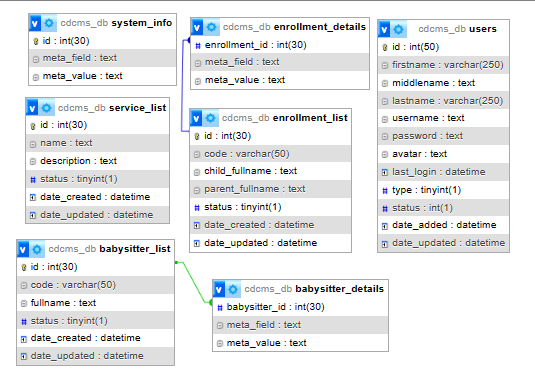 cdcms_db system_info
id : int(30)
meta_field : text
meta_value : text
cdcms_db enrollment_details
enrollment_id : int(30)
meta_field : text
meta_value : text
cdcms_db users
id : int(50)
firstname : varchar(250)
middlename : text
lastname : varchar(250)
username : text
password : text
avatar : text
last_login : datetime
type : tinyint(1)
status : int(1)
date_added : datetime
date_updated : datetime
cdcms_db service_list
id : int(30)
name : text
description : text
status : tinyint(1)
date_created : datetime
date_updated : datetime
cdcms_db enrollment_list
id : int(30)
code : varchar(50)
child_fullname : text
parent_fullname : text
status : tinyint(1)
date_created : datetime
date_updated : datetime
cdcms_db babysitter_list
id : int(30)
code : varchar(50)
fullname : text
status : tinyint(1)
date_created : datetime
date_updated : datetime
cdcms_db babysitter_details
babysitter_id : int(30)
meta_field : text
meta_value : text